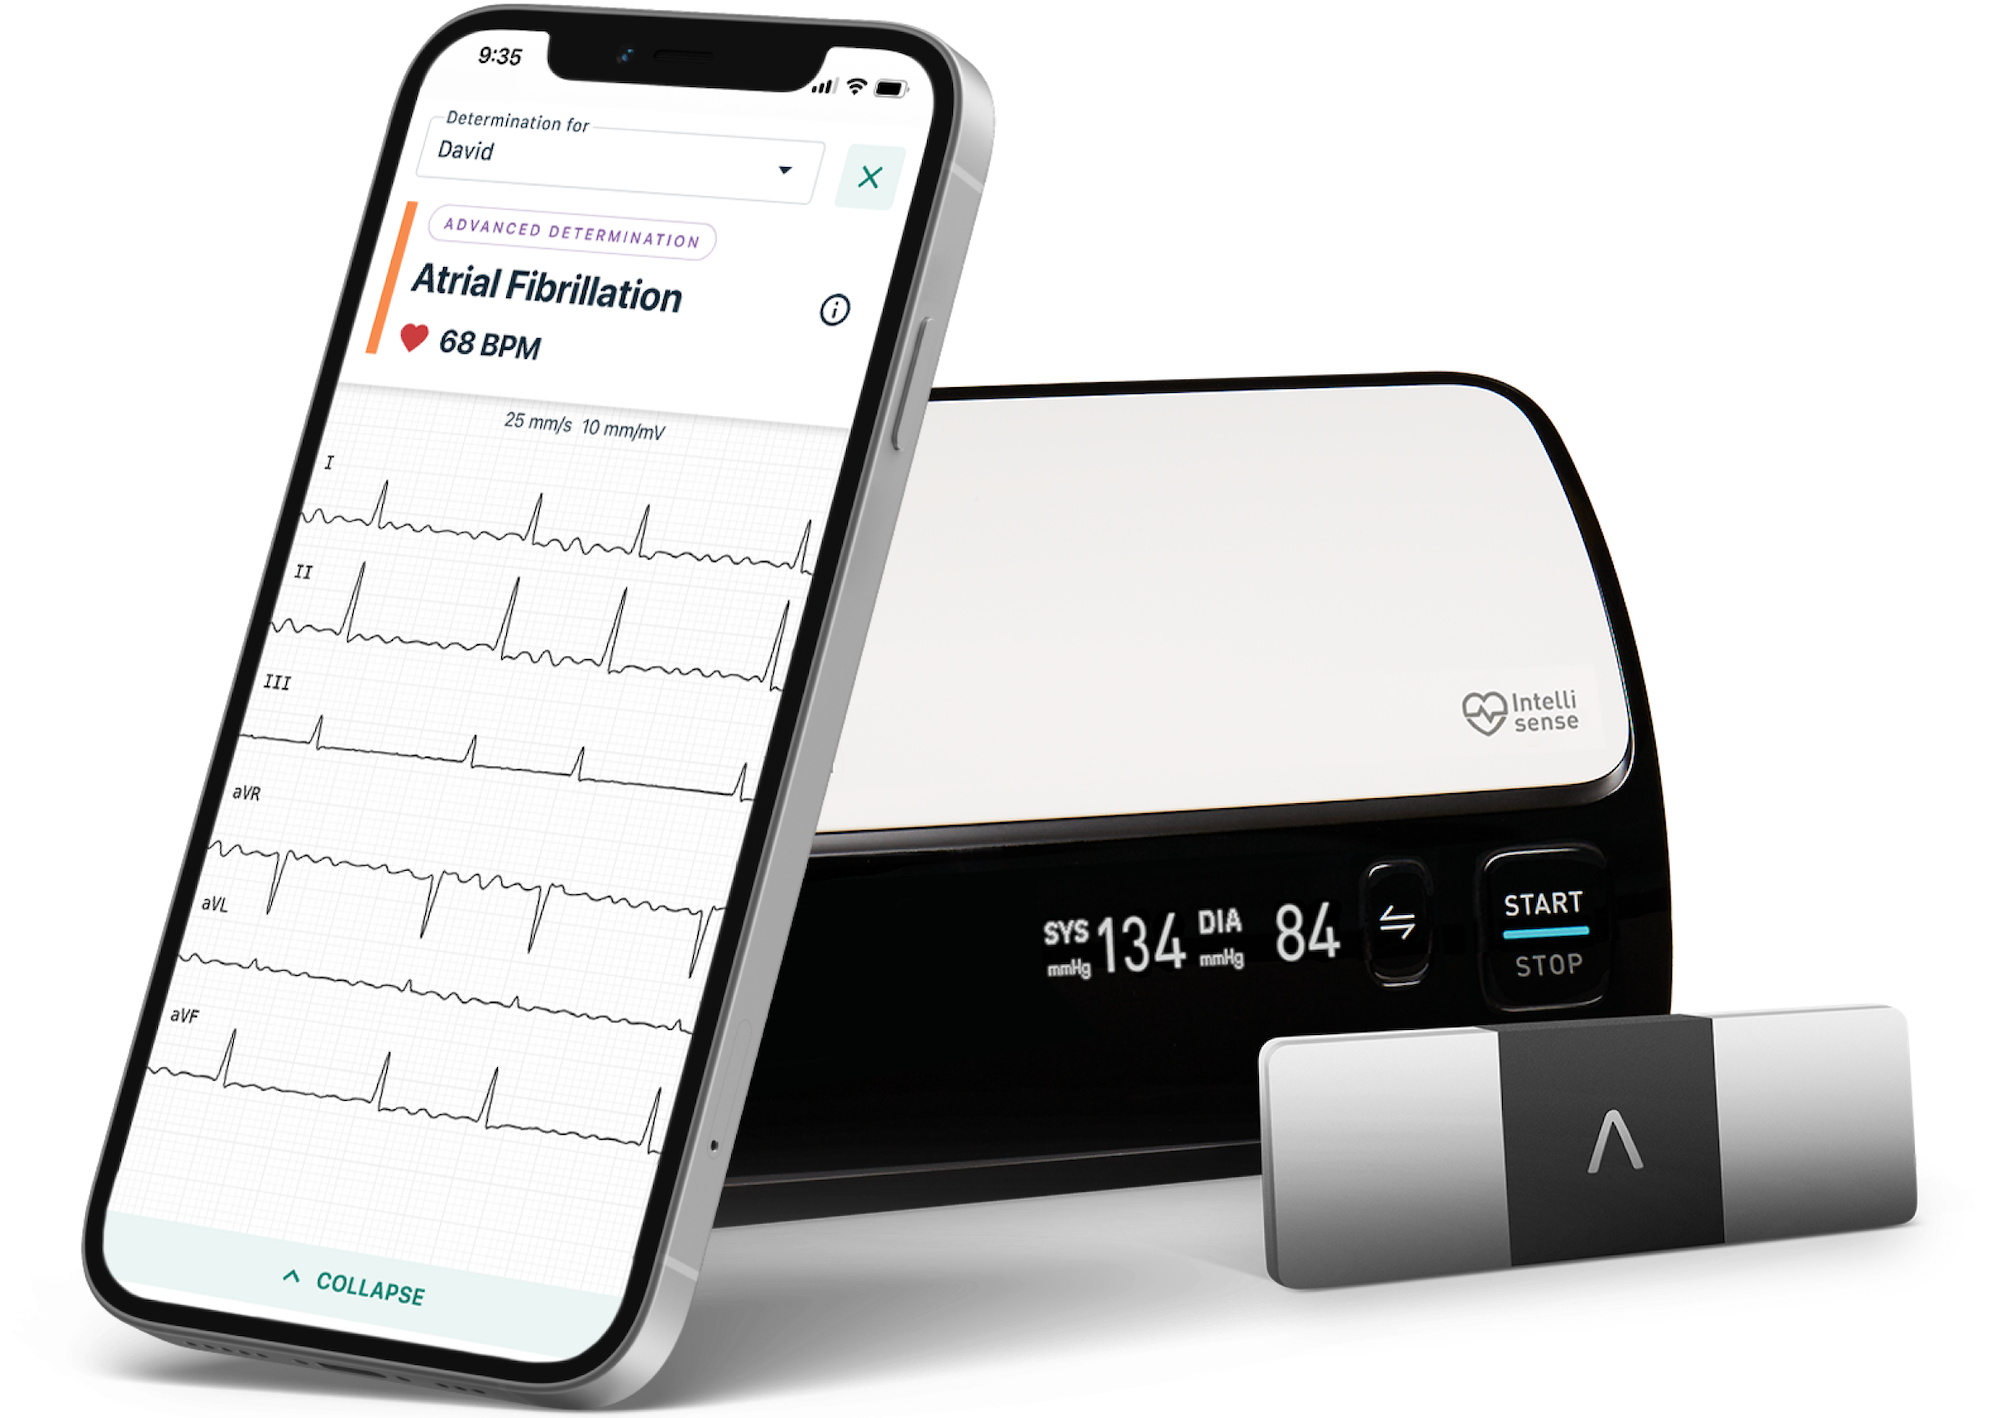 9:35
Determination for
David
ADVANCED DETERMINATION
Atrial Fibrillation
68 BPM
25 mm/s 10 mm/mV
I
II
III
aVR
aVL
aVF
COLLAPSE
Intelli
sense
SYS
mmHg
134
DIA
mmHg
84
START
STOP